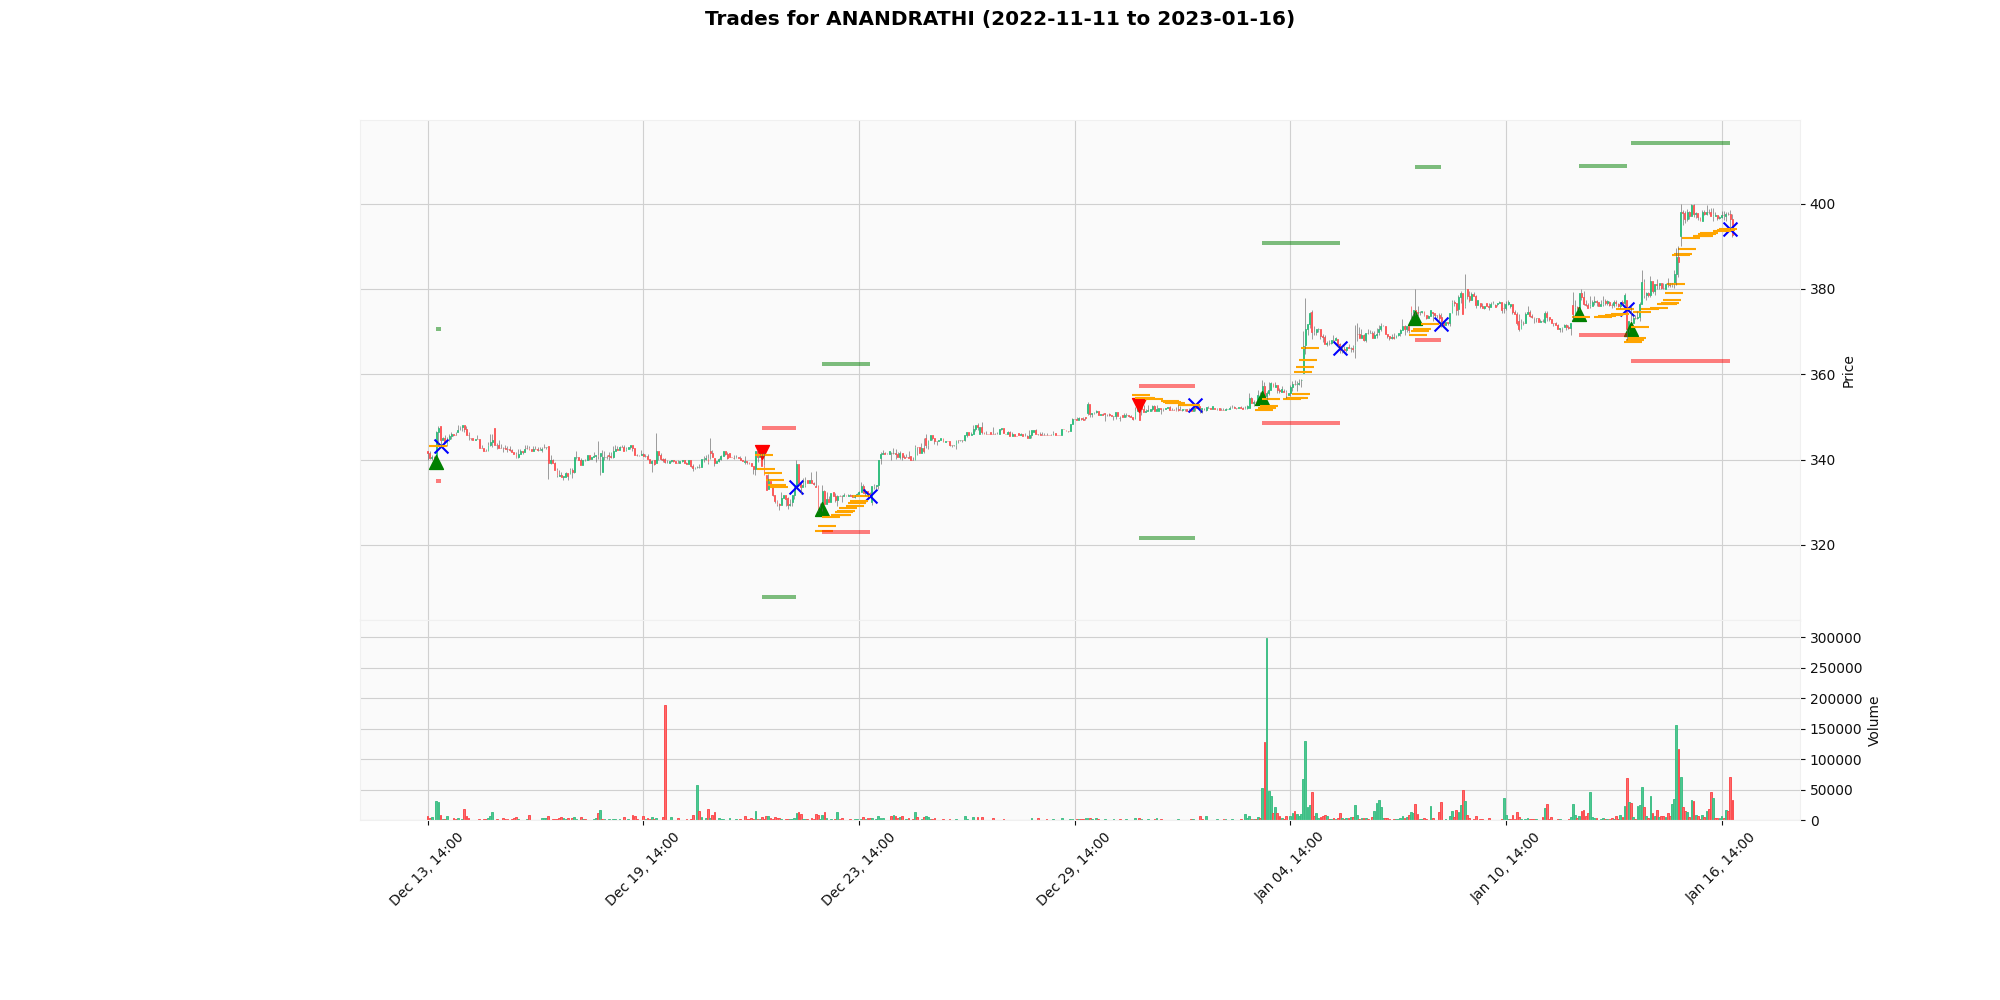 Trades for ANANDRATHI (2022-11-11 to 2023-01-16)
400
380
360
340
320
Price
300000
250000
200000
150000
100000
50000
0
Volume
Dec 13, 14:00
Dec 19, 14:00
Dec 23, 14:00
Dec 29, 14:00
Jan 04, 14:00
Jan 10, 14:00
Jan 16, 14:00